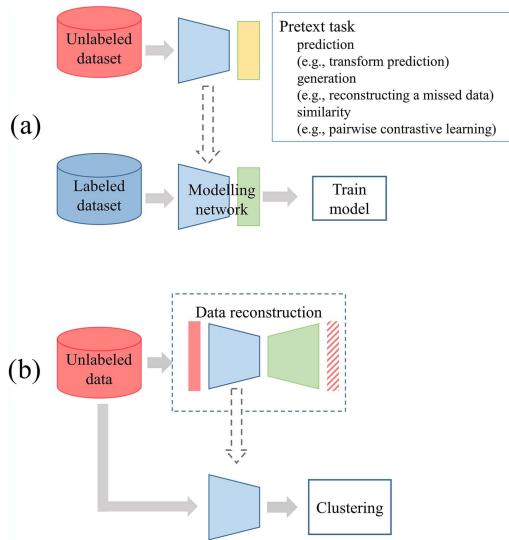 Unlabeled
dataset
Pretext task
prediction
(e.g., transform prediction)
generation
(e.g., reconstructing a missed data)
similarity
(e.g., pairwise contrastive learning)
(a)
Labeled
dataset
Modelling
network
Train
model
Data reconstruction
(b)
Unlabeled
data
Clustering